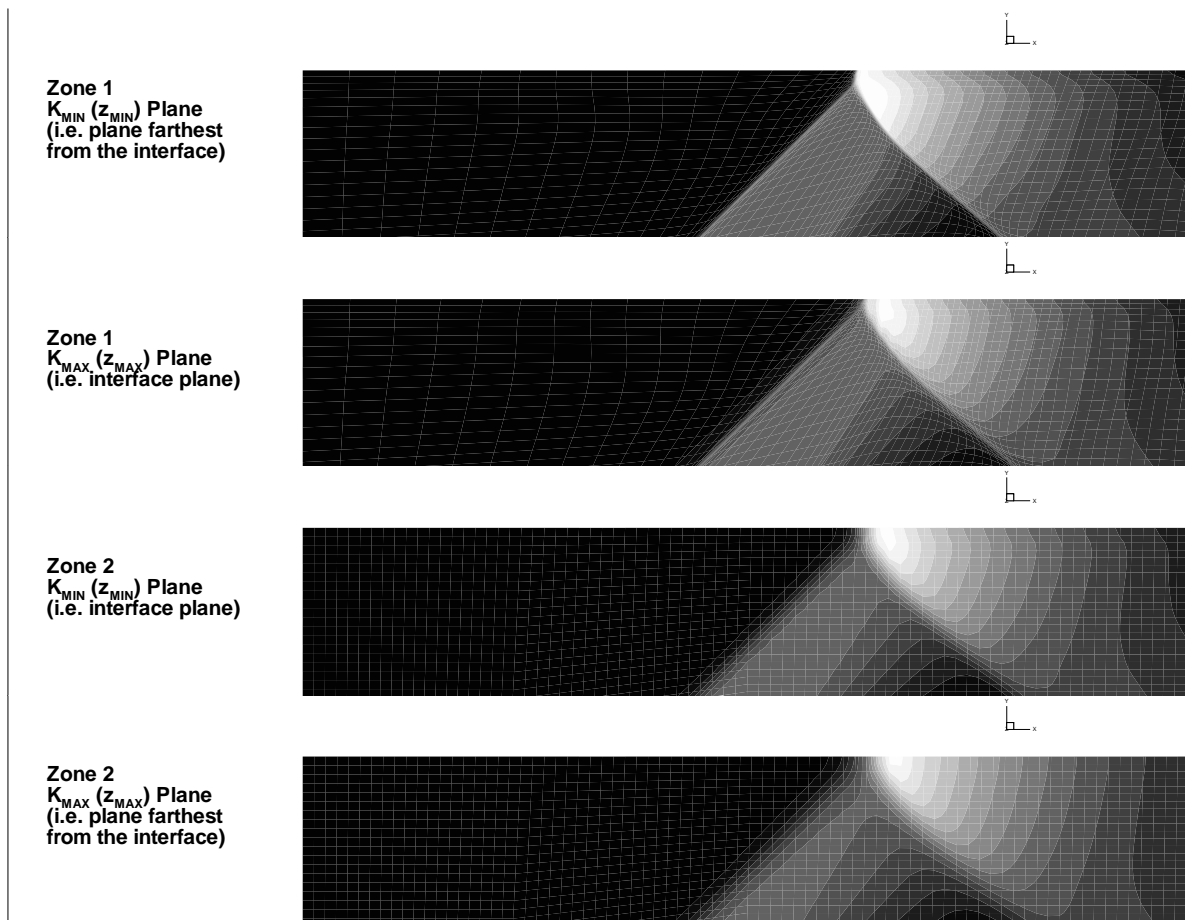 Y
X
Zone 1
K_MIN (z_MIN) Plane
(i.e. plane farthest
from the interface)
Y
X
Zone 1
K_MAX (z_MAX) Plane
(i.e. interface plane)
Y
X
Zone 2
K_MIN (z_MIN) Plane
(i.e. interface plane)
Y
X
Zone 2
K_MAX (z_MAX) Plane
(i.e. plane farthest
from the interface)